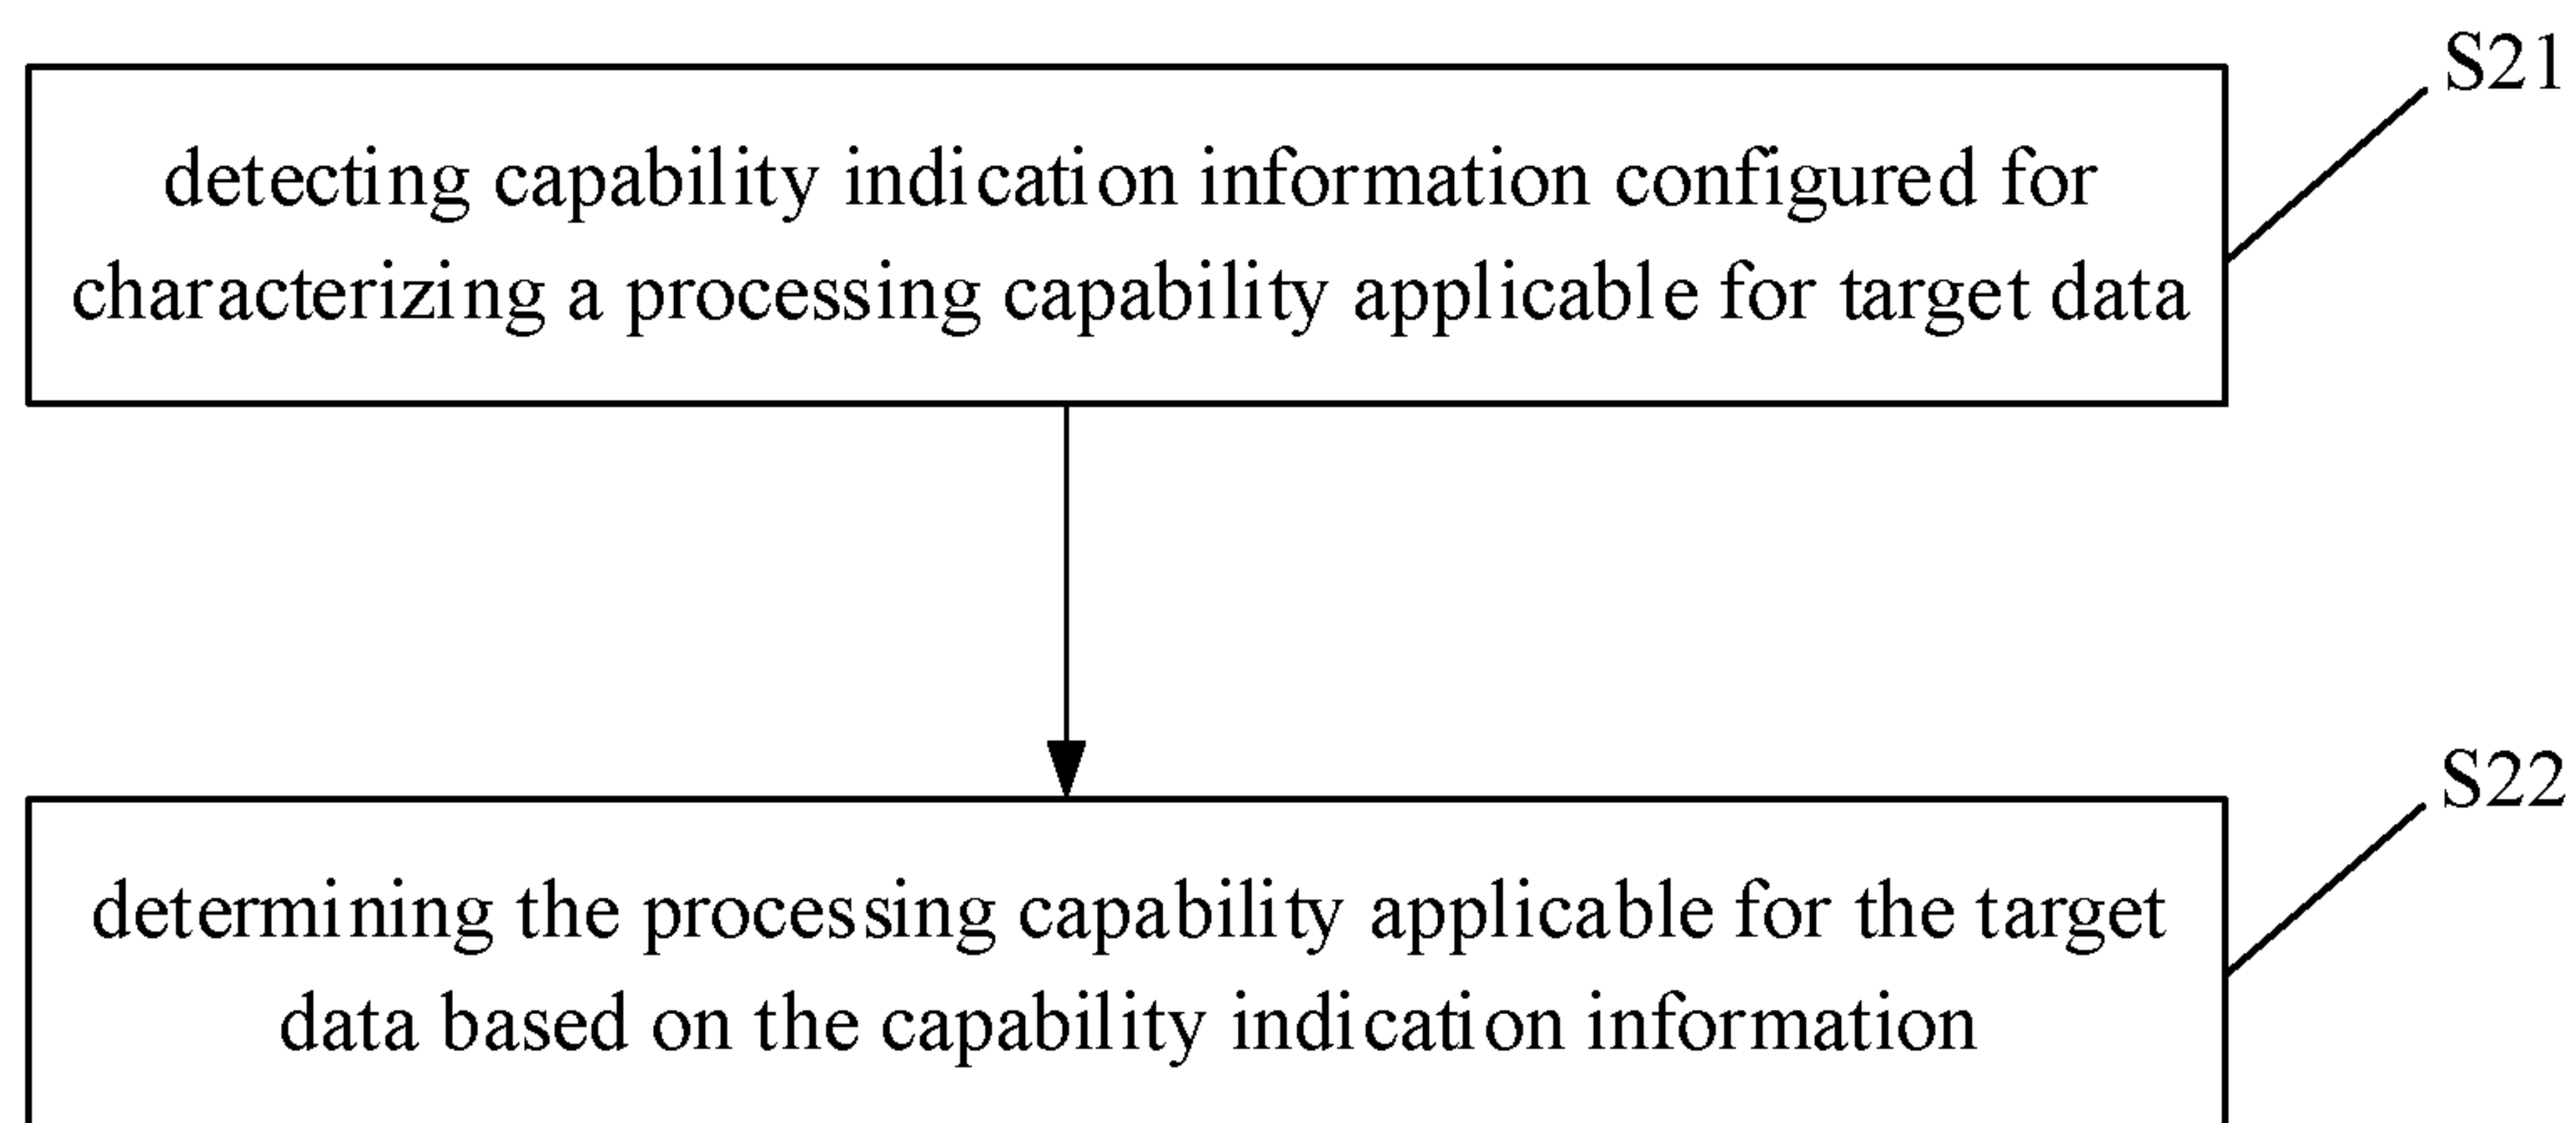 S21
detecting capability indication information configured for
characterizing a processing capability applicable for target data
S22
determining the processing capability applicable for the target
data based on the capability indication information